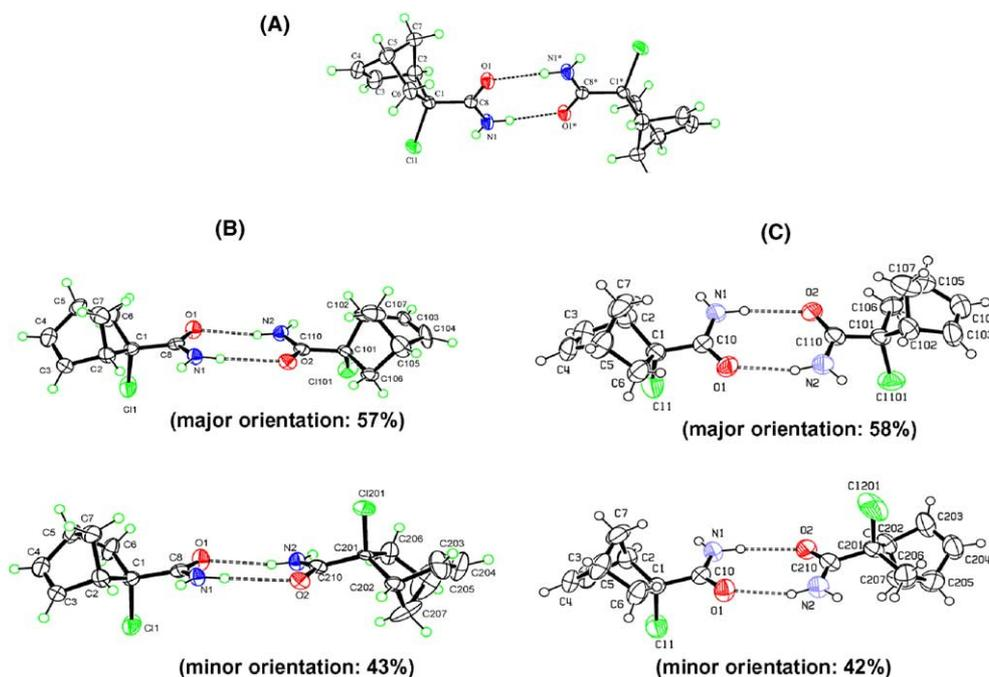 (A)
C7
C5
C4
C2
C3
C6
C1
O1
C8
N1
Cl1
N1*
C8*
C1*
O1*
(B)
C5
C7
C6
C4
C3
C2
C1
O1
C8
N1
Cl1
N2
C110
O2
C102
C107
C103
C104
C101
C105
C106
Cl101
(major orientation: 57%)
(C)
C7
C3
C2
C4
C5
C6
C1
N1
C10
O1
Cl1
O2
C110
N2
C107
C105
C106
C101
C102
C103
C1101
(major orientation: 58%)
C5
C7
C6
C4
C3
C2
C1
O1
C8
N1
Cl1
Cl201
N2
C201
C206
C203
C204
C210
O2
C202
C205
C207
(minor orientation: 43%)
C7
C3
C2
C4
C5
C6
C1
N1
C10
O1
Cl1
C1201
O2
C202
C203
C201
C206
C204
C210
C207
C205
N2
(minor orientation: 42%)